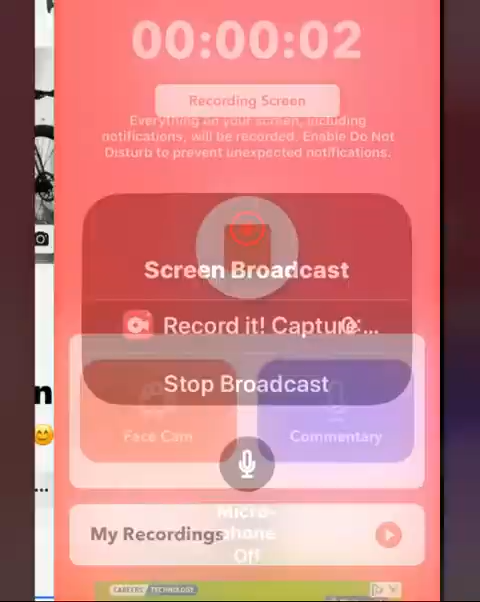 00:00:02
Recording Screen
Everything on your screen, including
notifications, will be recorded. Enable Do Not
Disturb to prevent unexpected notifications.
Screen Broadcast
Record it! Capture:...
Stop Broadcast
n
Face Cam
Commentary
...
Micro-
My Recordings
phone
Off
CAREERS TECHNOLOGY